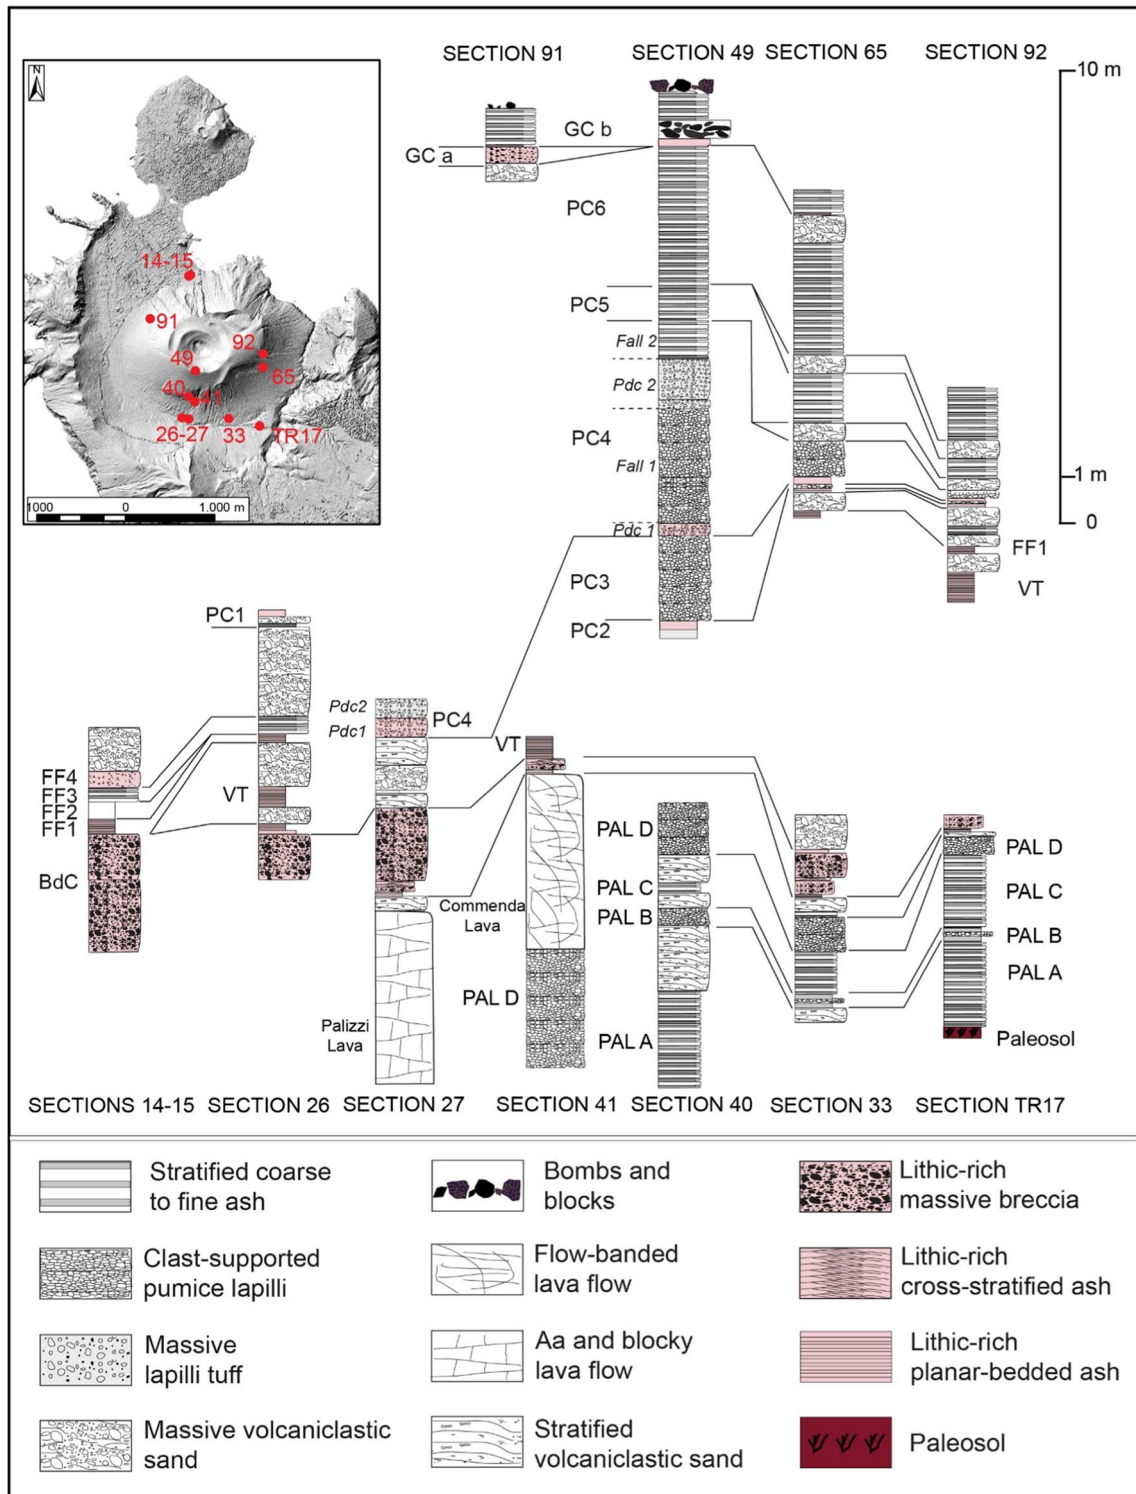 SECTION 91
SECTION 49
SECTION 65
SECTION 92
N
14-15
91
92
49
65
40
41
26-27
33
TR17
1000
0
1.000 m
10 m
1 m
0
GC b
GC a
PC6
PC5
Fall 2
Pdc 2
PC4
Fall 1
Pdc 1
PC3
PC2
FF1
VT
PC1
Pdc2
Pdc1
PC4
VT
FF4
FF3
FF2
FF1
VT
BdC
Commenda
Lava
PAL D
Palizzi
Lava
PAL D
PAL C
PAL B
PAL A
PAL D
PAL C
PAL B
PAL A
Paleosol
SECTIONS 14-15
SECTION 26
SECTION 27
SECTION 41
SECTION 40
SECTION 33
SECTION TR17
Stratified coarse
to fine ash
Bombs and
blocks
Lithic-rich
massive breccia
Clast-supported
pumice lapilli
Flow-banded
lava flow
Lithic-rich
cross-stratified ash
Massive
lapilli tuff
Aa and blocky
lava flow
Lithic-rich
planar-bedded ash
Massive volcaniclastic
sand
Stratified
volcaniclastic sand
Paleosol